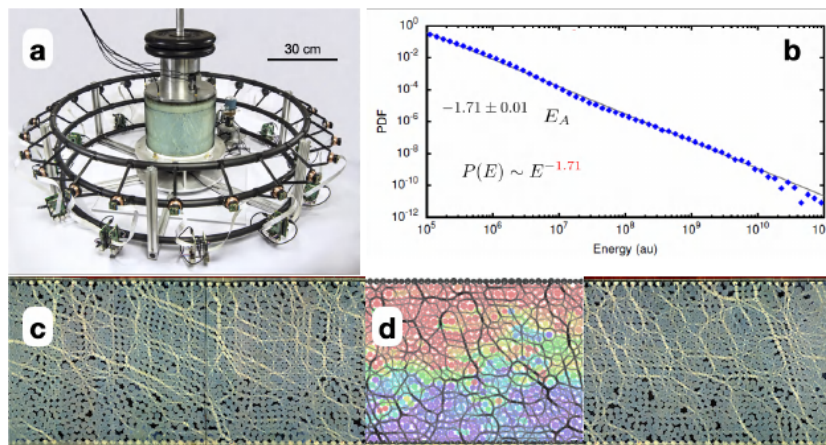 a
30 cm
b
10^0
10^-2
10^-4
10^-6
10^-8
10^-10
10^-12
PDF
−1.71 ± 0.01 E_A
P(E) ∼ E^−1.71
10^5 10^6 10^7 10^8 10^9 10^10
Energy (au)
c
d